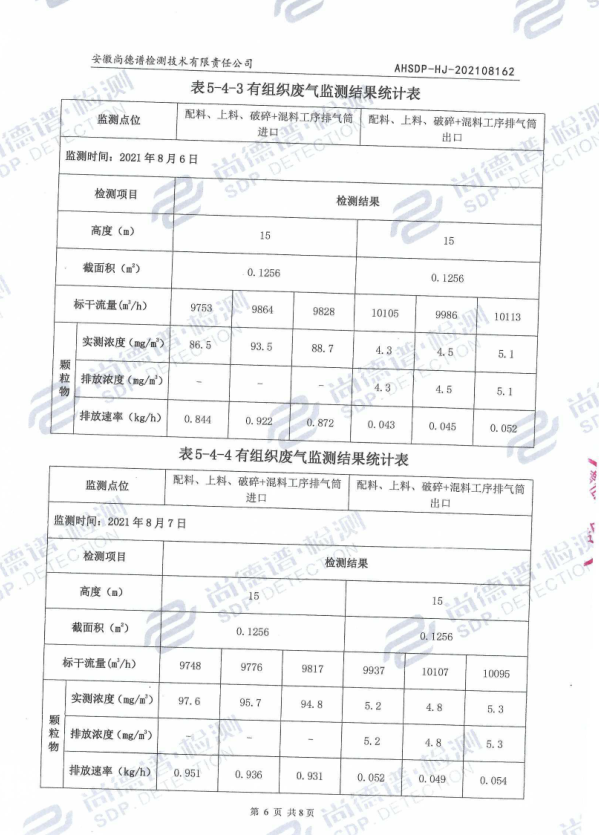 安徽尚德谱检测技术有限责任公司 AHSDP-HJ-202108162
表5-4-3 有组织废气监测结果统计表
监测点位 配料、上料、破碎+混料工序排气筒进口 配料、上料、破碎+混料工序排气筒出口
监测时间：2021 年 8 月 6 日
检测项目 检测结果
高度（m） 15 15
截面积（m²） 0.1256 0.1256
标干流量(m³/h) 9753 9864 9828 10105 9986 10113
颗粒物
实测浓度（mg/m³） 86.5 93.5 88.7 4.3 4.5 5.1
排放浓度（mg/m³） - - - 4.3 4.5 5.1
排放速率（kg/h） 0.844 0.922 0.872 0.043 0.045 0.052
表5-4-4 有组织废气监测结果统计表
监测点位 配料、上料、破碎+混料工序排气筒进口 配料、上料、破碎+混料工序排气筒出口
监测时间：2021 年 8 月 7 日
检测项目 检测结果
高度（m） 15 15
截面积（m²） 0.1256 0.1256
标干流量(m³/h) 9748 9776 9817 9937 10107 10095
颗粒物
实测浓度（mg/m³） 97.6 95.7 94.8 5.2 4.8 5.3
排放浓度（mg/m³） - - - 5.2 4.8 5.3
排放速率（kg/h） 0.951 0.936 0.931 0.052 0.049 0.054
第 6 页 共8页
尚德谱·检测
SDP.DETECTION